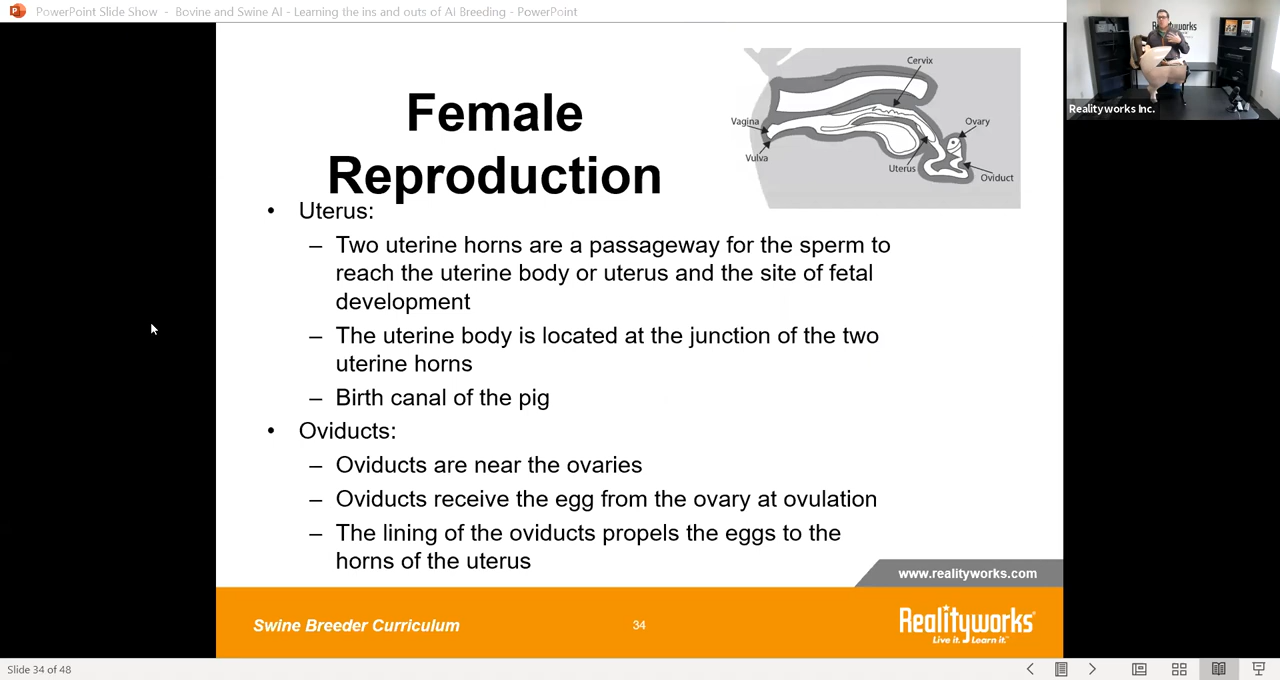 PowerPoint Slide Show - Bovine and Swine AI - Learning the ins and outs of AI Breeding - PowerPoint
Realityworks Inc.
Female
Reproduction
Cervix
Vagina
Ovary
Vulva
Uterus
Oviduct
• Uterus:
– Two uterine horns are a passageway for the sperm to
reach the uterine body or uterus and the site of fetal
development
– The uterine body is located at the junction of the two
uterine horns
– Birth canal of the pig
• Oviducts:
– Oviducts are near the ovaries
– Oviducts receive the egg from the ovary at ovulation
– The lining of the oviducts propels the eggs to the
horns of the uterus
www.realityworks.com
Swine Breeder Curriculum
34
Realityworks
Live it. Learn it.
Slide 34 of 48